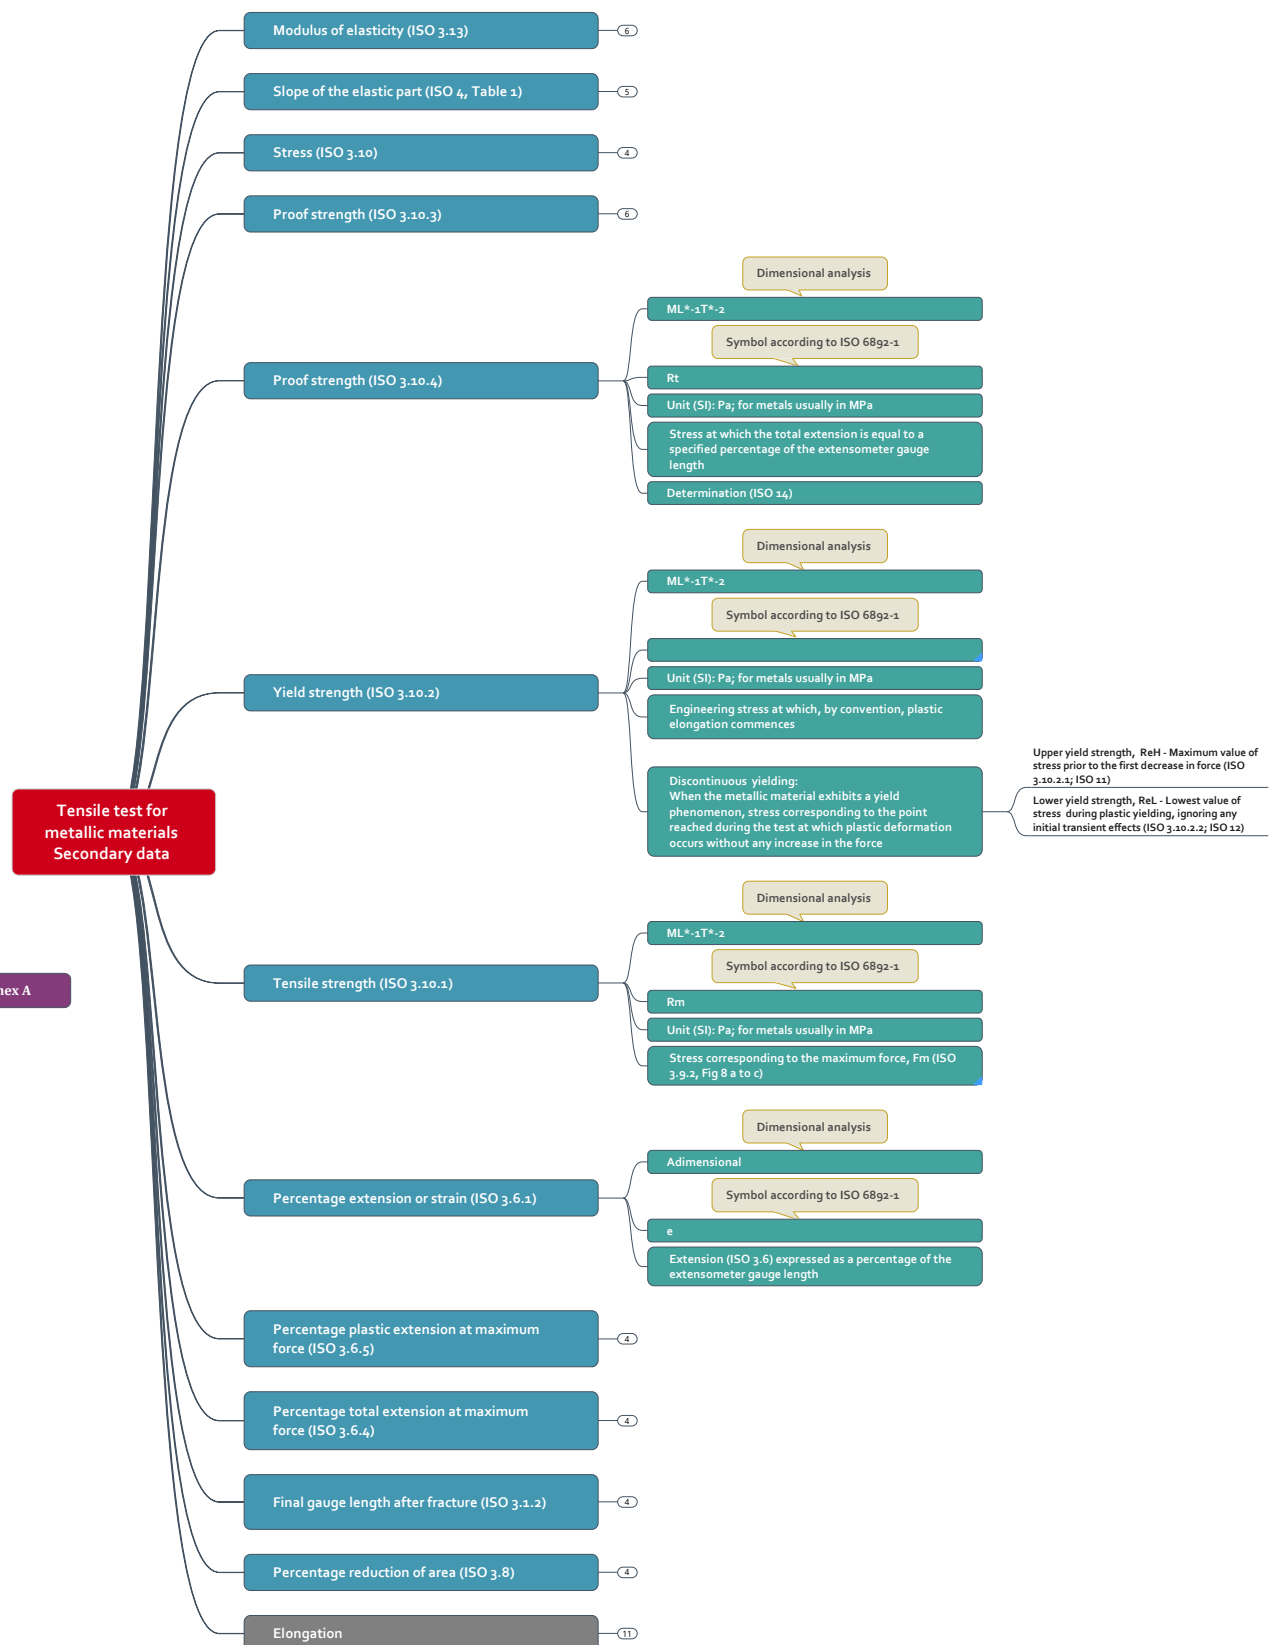 Tensile test for
metallic materials
Secondary data
nex A
Modulus of elasticity (ISO 3.13)
6
Slope of the elastic part (ISO 4, Table 1)
5
Stress (ISO 3.10)
4
Proof strength (ISO 3.10.3)
6
Proof strength (ISO 3.10.4)
Dimensional analysis
ML*-1T*-2
Symbol according to ISO 6892-1
Rt
Unit (SI): Pa; for metals usually in MPa
Stress at which the total extension is equal to a
specified percentage of the extensometer gauge
length
Determination (ISO 14)
Yield strength (ISO 3.10.2)
Dimensional analysis
ML*-1T*-2
Symbol according to ISO 6892-1
Unit (SI): Pa; for metals usually in MPa
Engineering stress at which, by convention, plastic
elongation commences
Discontinuous yielding:
When the metallic material exhibits a yield
phenomenon, stress corresponding to the point
reached during the test at which plastic deformation
occurs without any increase in the force
Upper yield strength, ReH - Maximum value of
stress prior to the first decrease in force (ISO
3.10.2.1; ISO 11)
Lower yield strength, ReL - Lowest value of
stress during plastic yielding, ignoring any
initial transient effects (ISO 3.10.2.2; ISO 12)
Tensile strength (ISO 3.10.1)
Dimensional analysis
ML*-1T*-2
Symbol according to ISO 6892-1
Rm
Unit (SI): Pa; for metals usually in MPa
Stress corresponding to the maximum force, Fm (ISO
3.9.2, Fig 8 a to c)
Percentage extension or strain (ISO 3.6.1)
Dimensional analysis
Adimensional
Symbol according to ISO 6892-1
e
Extension (ISO 3.6) expressed as a percentage of the
extensometer gauge length
Percentage plastic extension at maximum
force (ISO 3.6.5)
4
Percentage total extension at maximum
force (ISO 3.6.4)
4
Final gauge length after fracture (ISO 3.1.2)
4
Percentage reduction of area (ISO 3.8)
4
Elongation
11